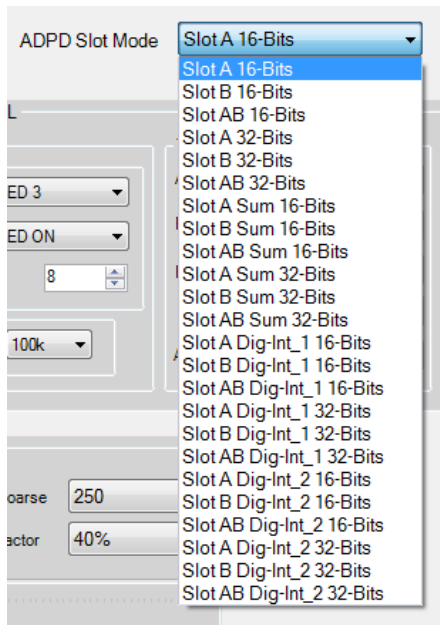 ADPD Slot Mode Slot A 16-Bits
Slot A 16-Bits
Slot B 16-Bits
Slot AB 16-Bits
Slot A 32-Bits
Slot B 32-Bits
Slot AB 32-Bits
Slot A Sum 16-Bits
Slot B Sum 16-Bits
Slot AB Sum 16-Bits
Slot A Sum 32-Bits
Slot B Sum 32-Bits
Slot AB Sum 32-Bits
Slot A Dig-Int_1 16-Bits
Slot B Dig-Int_1 16-Bits
Slot AB Dig-Int_1 16-Bits
Slot A Dig-Int_1 32-Bits
Slot B Dig-Int_1 32-Bits
Slot AB Dig-Int_1 32-Bits
Slot A Dig-Int_2 16-Bits
Slot B Dig-Int_2 16-Bits
Slot AB Dig-Int_2 16-Bits
Slot A Dig-Int_2 32-Bits
Slot B Dig-Int_2 32-Bits
Slot AB Dig-Int_2 32-Bits
L
ED 3
ED ON
8
100k
oarse 250
actor 40%